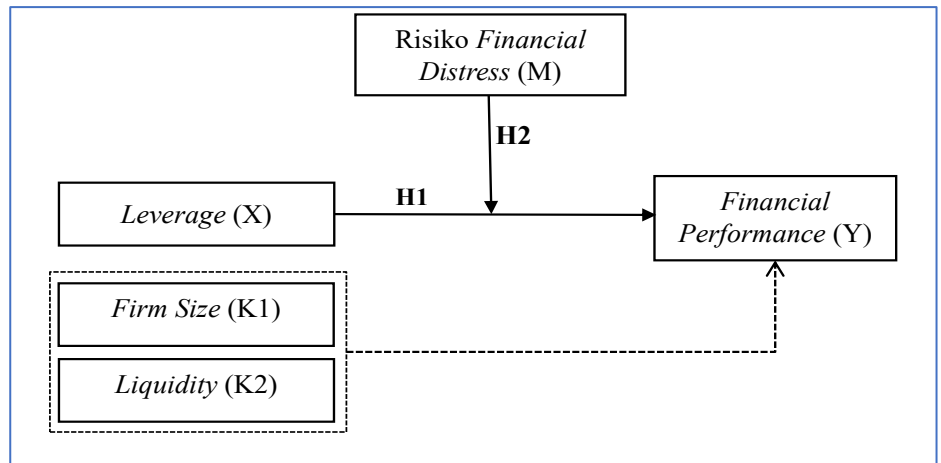 Risiko Financial
Distress (M)
H2
H1
Leverage (X)
Financial
Performance (Y)
Firm Size (K1)
Liquidity (K2)